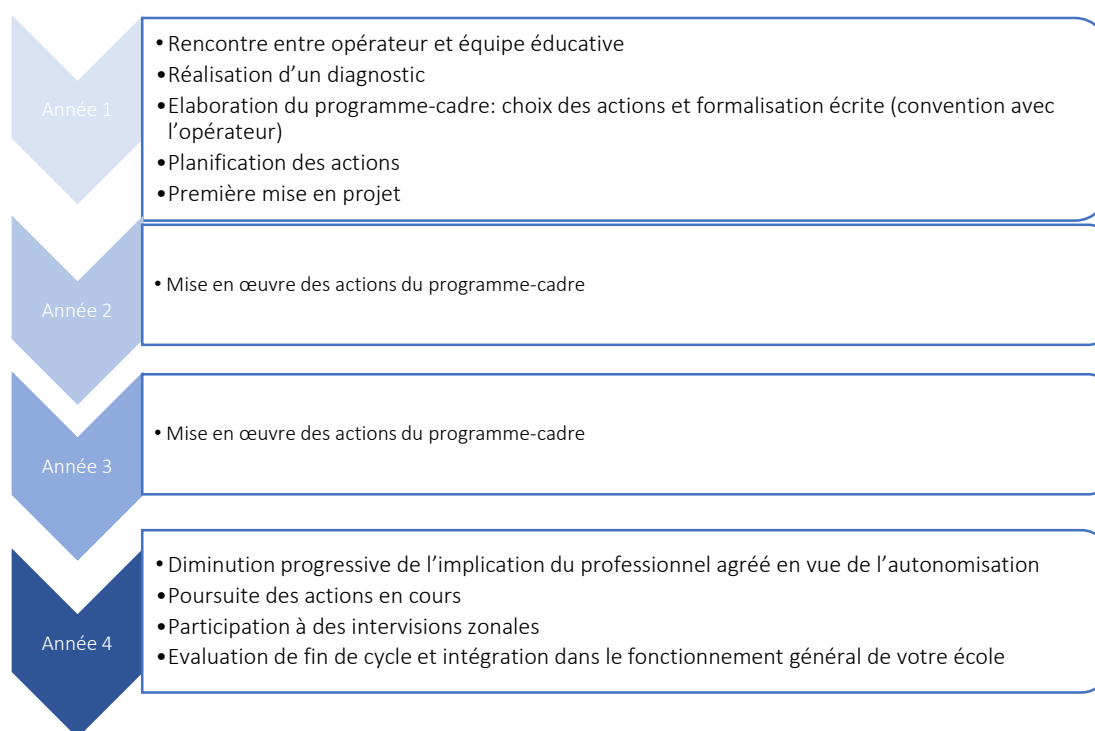 Année 1
• Rencontre entre opérateur et équipe éducative
•Réalisation d'un diagnostic
•Elaboration du programme-cadre: choix des actions et formalisation écrite (convention avec
l'opérateur)
•Planification des actions
•Première mise en projet
Année 2
• Mise en œuvre des actions du programme-cadre
Année 3
• Mise en œuvre des actions du programme-cadre
Année 4
• Diminution progressive de l'implication du professionnel agréé en vue de l'autonomisation
•Poursuite des actions en cours
•Participation à des intervisions zonales
•Evaluation de fin de cycle et intégration dans le fonctionnement général de votre école